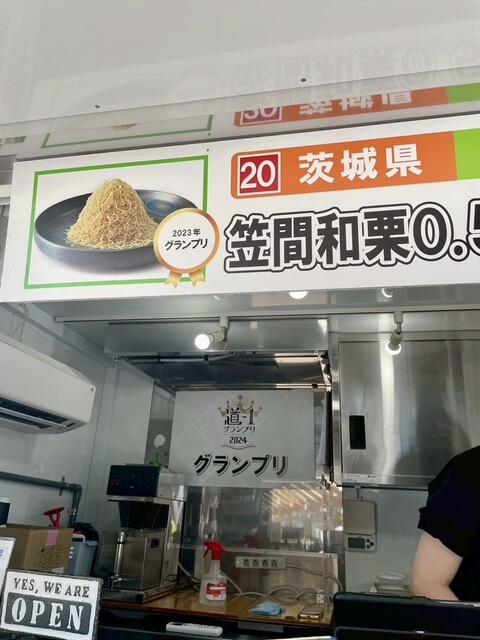 20 茨城県
2023年
グランプリ
笠間和栗0.5
道-1
グランプリ
2024
グランプリ
YES, WE ARE
OPEN